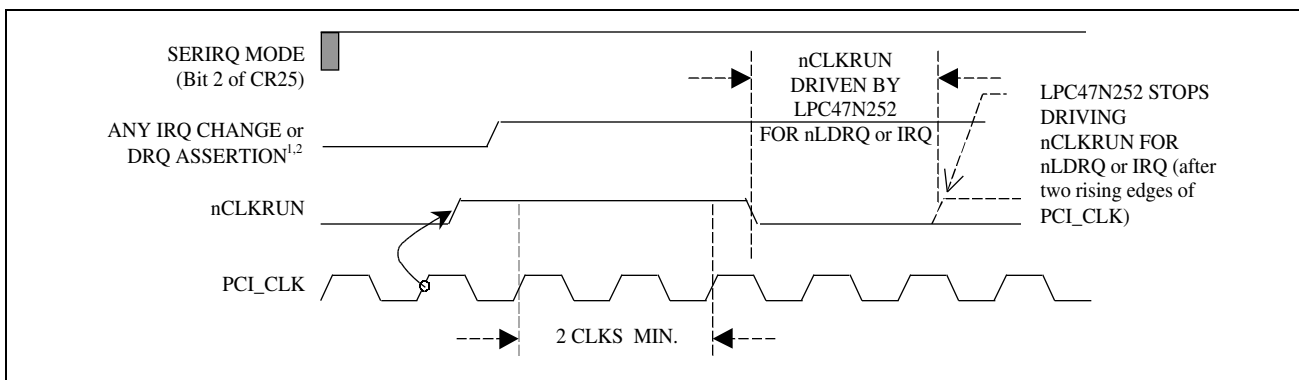 SERIRQ MODE
(Bit 2 of CR25)
nCLKRUN
DRIVEN BY
LPC47N252
FOR nLDRQ or IRQ
LPC47N252 STOPS
DRIVING
nCLKRUN FOR
nLDRQ or IRQ (after
two rising edges of
PCI_CLK)
ANY IRQ CHANGE or
DRQ ASSERTION1,2
nCLKRUN
PCI_CLK
2 CLKS MIN.